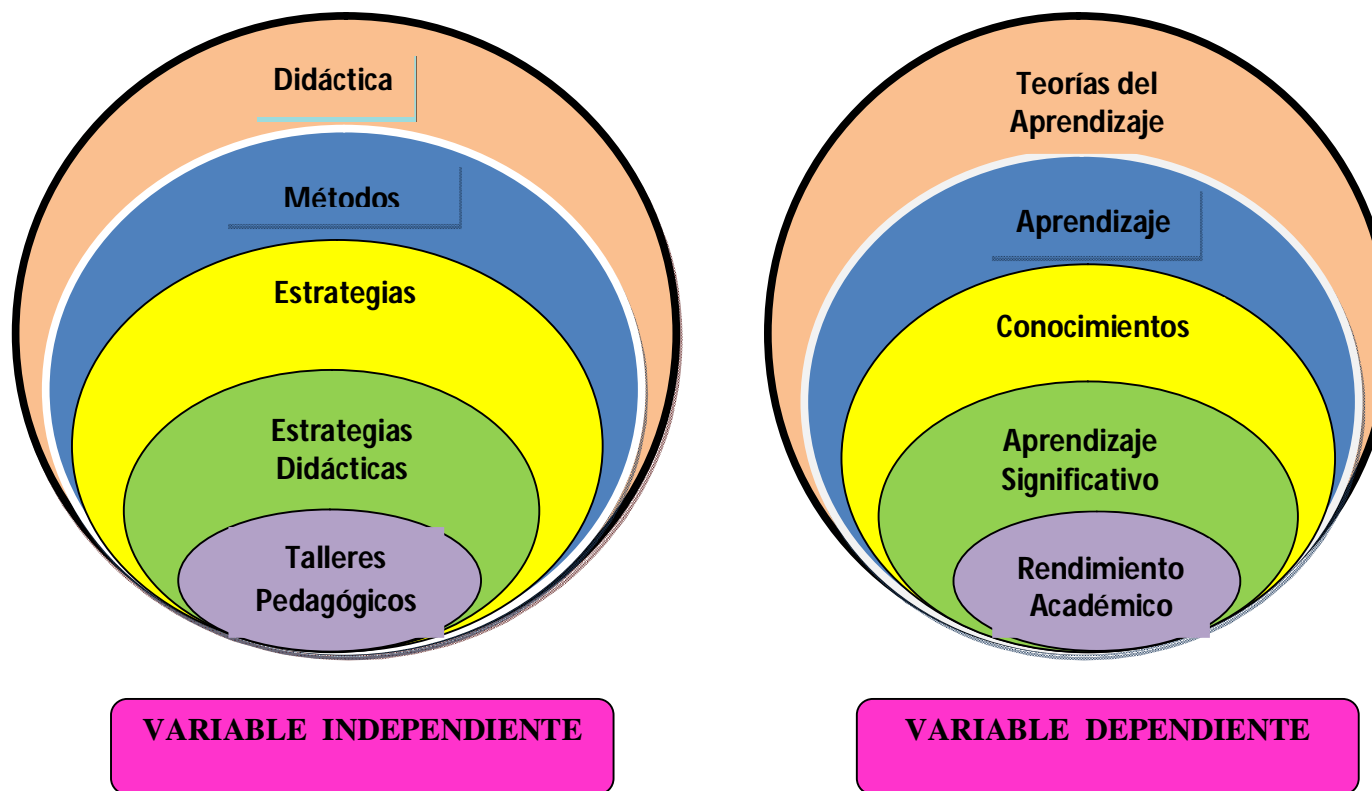 Didáctica
Métodos
Estrategias
Estrategias
Didácticas
Talleres
Pedagógicos
VARIABLE INDEPENDIENTE
Teorías del
Aprendizaje
Aprendizaje
Conocimientos
Aprendizaje
Significativo
Rendimiento
Académico
VARIABLE DEPENDIENTE